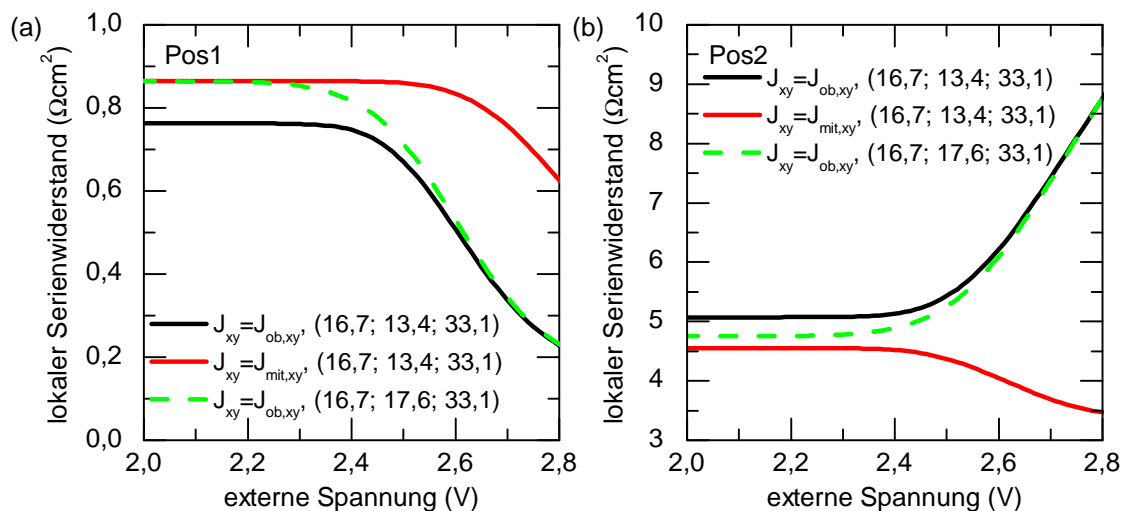 (a)
lokaler Serienwiderstand (Ωcm²)
1,0
0,8
0,6
0,4
0,2
0,0
Pos1
J_xy=J_ob,xy, (16,7; 13,4; 33,1)
J_xy=J_mit,xy, (16,7; 13,4; 33,1)
J_xy=J_ob,xy, (16,7; 17,6; 33,1)
2,0 2,2 2,4 2,6 2,8
externe Spannung (V)
(b)
lokaler Serienwiderstand (Ωcm²)
10
9
8
7
6
5
4
3
Pos2
J_xy=J_ob,xy, (16,7; 13,4; 33,1)
J_xy=J_mit,xy, (16,7; 13,4; 33,1)
J_xy=J_ob,xy, (16,7; 17,6; 33,1)
2,0 2,2 2,4 2,6 2,8
externe Spannung (V)